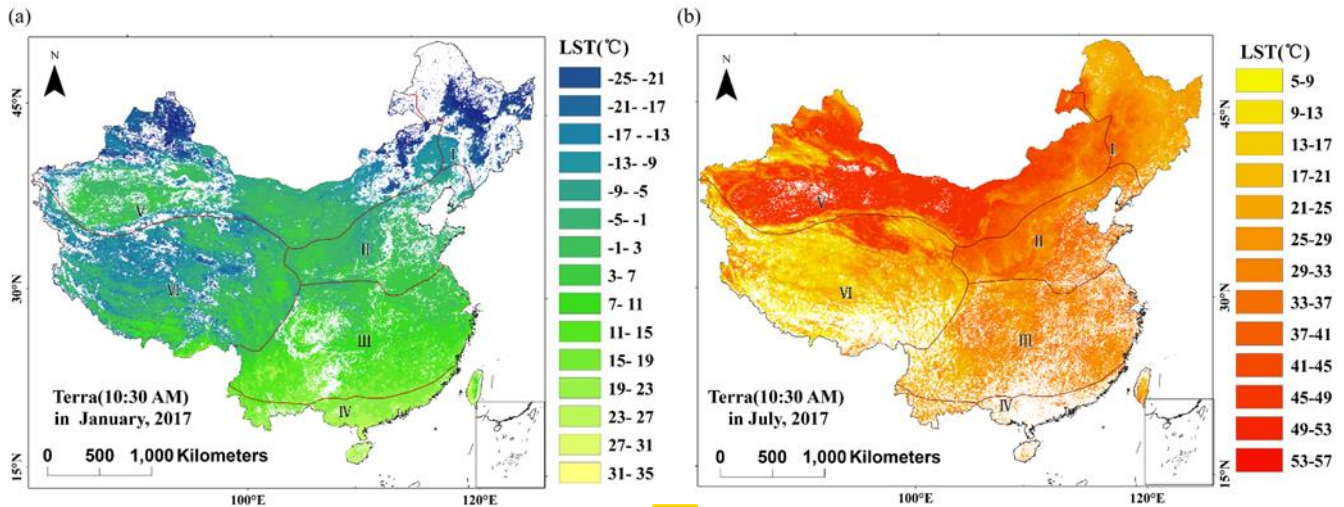 (a)
N
LST(℃)
-25- -21
-21 -17
-17 --13
-13 -9
-9 -5
-5 -1
-1- 3
3- 7
7- 11
11- 15
15- 19
19- 23
23- 27
27- 31
31- 35
45°N
30°N
15°N
I
V
II
VI
III
IV
Terra(10:30 AM)
in January, 2017
0 500 1,000 Kilometers
100°E
120°E
(b)
N
LST(℃)
5-9
9-13
13-17
17-21
21-25
25-29
29-33
33-37
37-41
41-45
45-49
49-53
53-57
45°N
30°N
15°N
I
V
II
VI
III
IV
Terra(10:30 AM)
in July, 2017
0 500 1,000 Kilometers
100°E
120°E